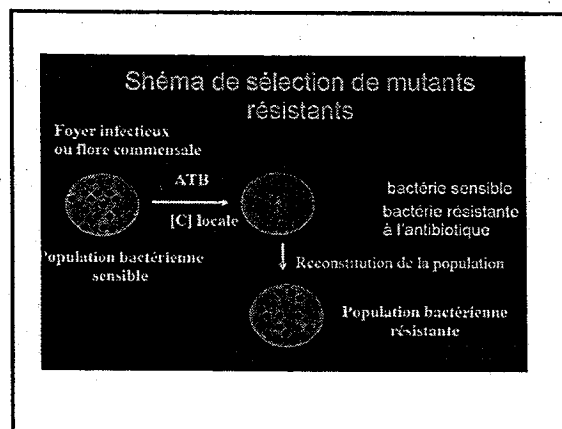 Shéma de sélection de mutants
résistants
Foyer infectieux
ou flore commensale
ATB
[C] locale
Population bactérienne
sensible
bactérie sensible
bactérie résistante
à l'antibiotique
Reconstitution de la population
Population bactérienne
résistante